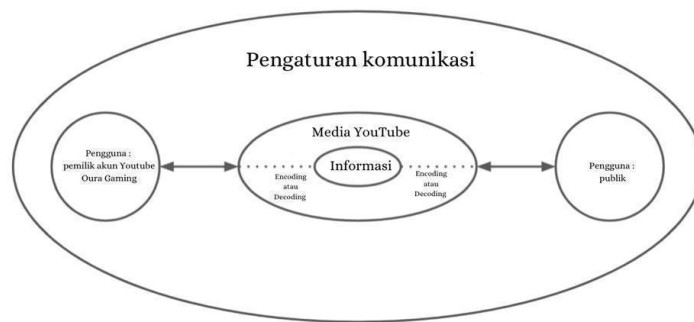 Pengaturan komunikasi
Pengguna :
pemilik akun Youtube
Oura Gaming
Media YouTube
Informasi
Encoding
atau
Decoding
Encoding
atau
Decoding
Pengguna :
publik